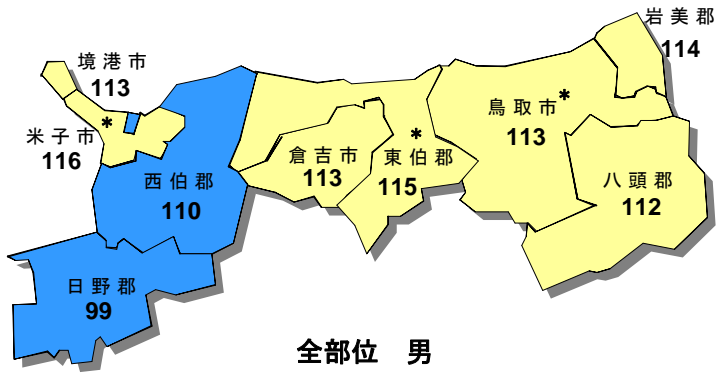 岩美郡
114
境港市
113
鳥取市*
113
米子市
*
116
倉吉市
113
*
東伯郡
115
西伯郡
110
八頭郡
112
日野郡
99
全部位 男